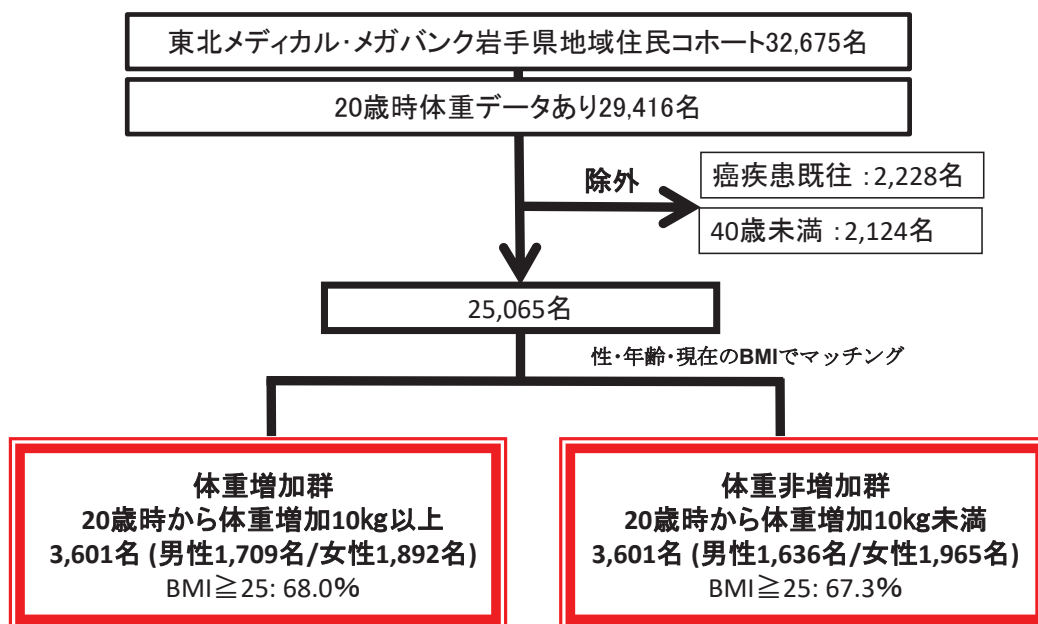 東北メディカル・メガバンク岩手県地域住民コホート32,675名
20歳時体重データあり29,416名
除外
癌疾患既往 :2,228名
40歳未満 :2,124名
25,065名
性・年齢・現在のBMIでマッチング
体重増加群
20歳時から体重増加10kg以上
3,601名 (男性1,709名/女性1,892名)
BMI≧25: 68.0%
体重非増加群
20歳時から体重増加10kg未満
3,601名 (男性1,636名/女性1,965名)
BMI≧25: 67.3%